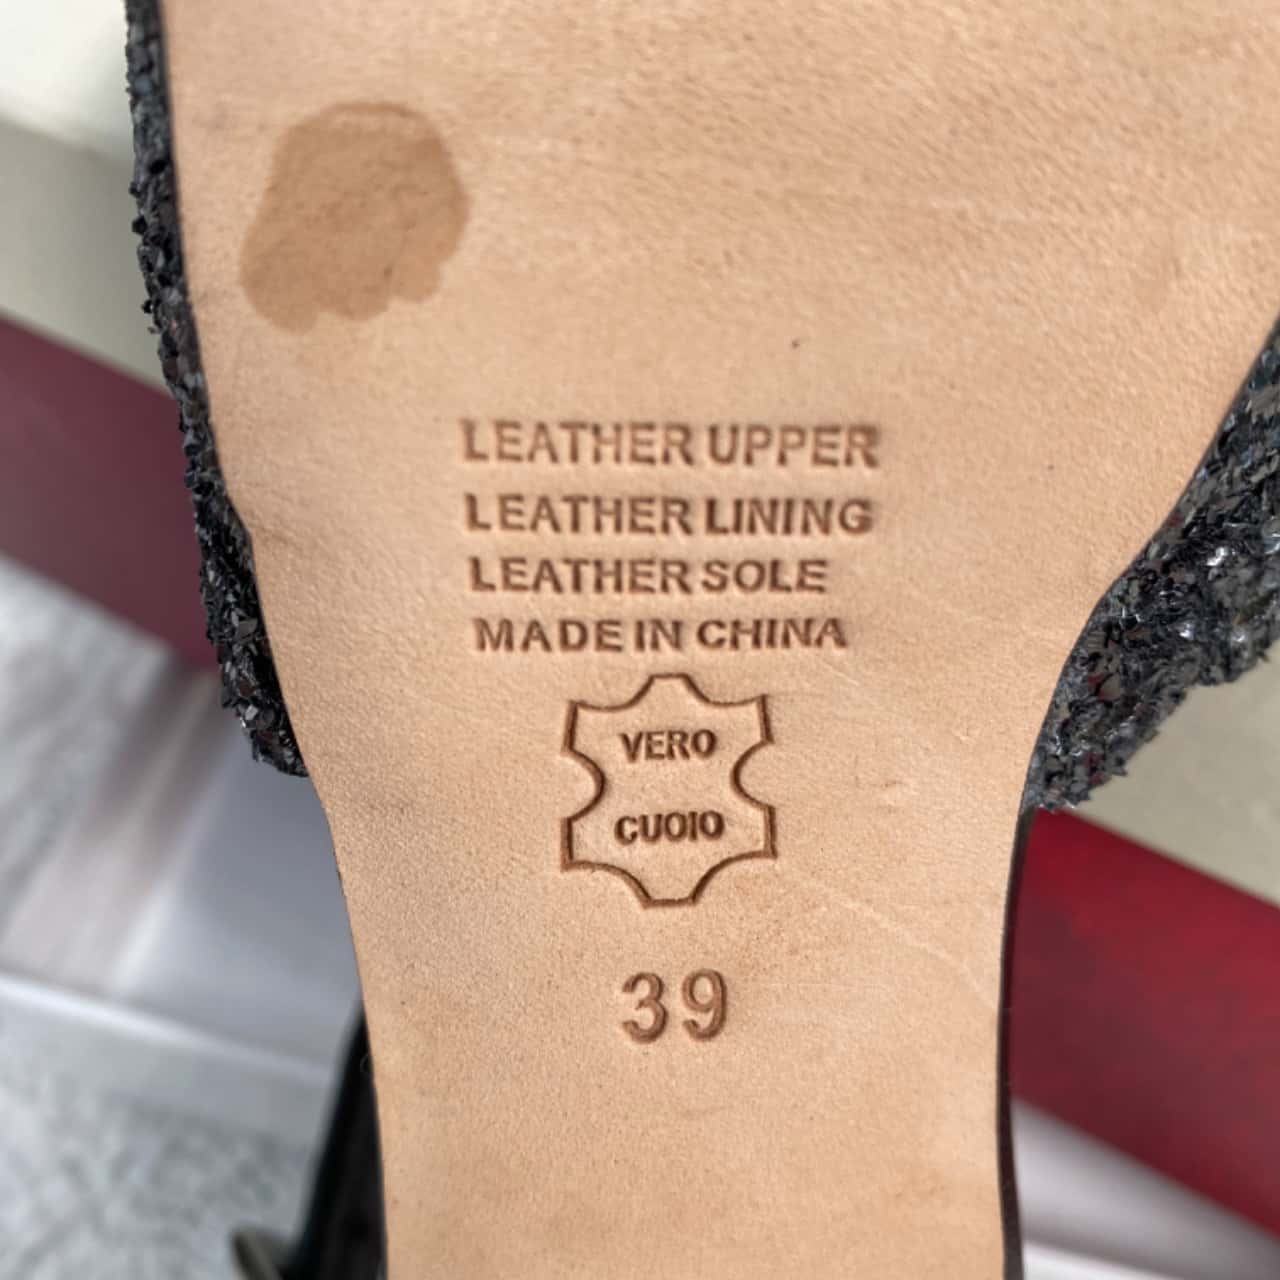 LEATHER UPPER
LEATHER LINING
LEATHER SOLE
MADE IN CHINA
VERO
CUOIO
39